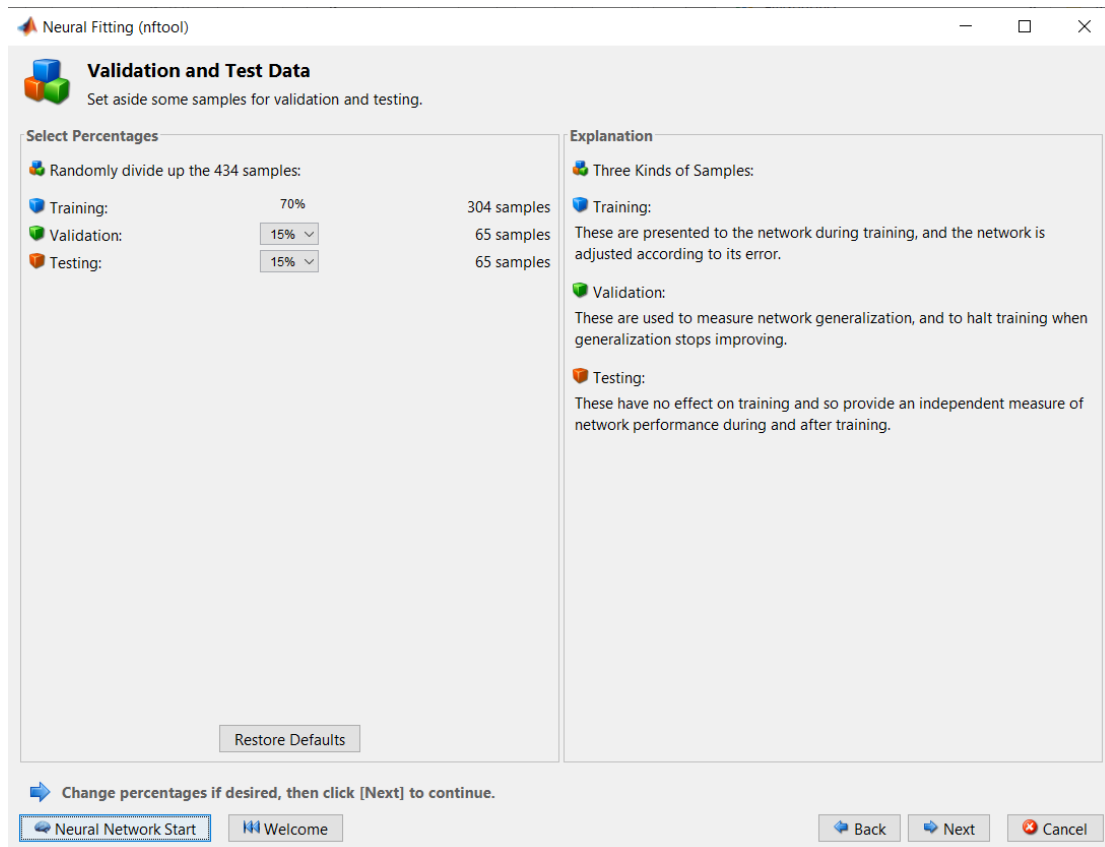 Neural Fitting (nftool)
Validation and Test Data
Set aside some samples for validation and testing.
Select Percentages
Randomly divide up the 434 samples:
Training: 70% 304 samples
Validation: 15% 65 samples
Testing: 15% 65 samples
Restore Defaults
Explanation
Three Kinds of Samples:
Training:
These are presented to the network during training, and the network is
adjusted according to its error.
Validation:
These are used to measure network generalization, and to halt training when
generalization stops improving.
Testing:
These have no effect on training and so provide an independent measure of
network performance during and after training.
Change percentages if desired, then click [Next] to continue.
Neural Network Start Welcome Back Next Cancel